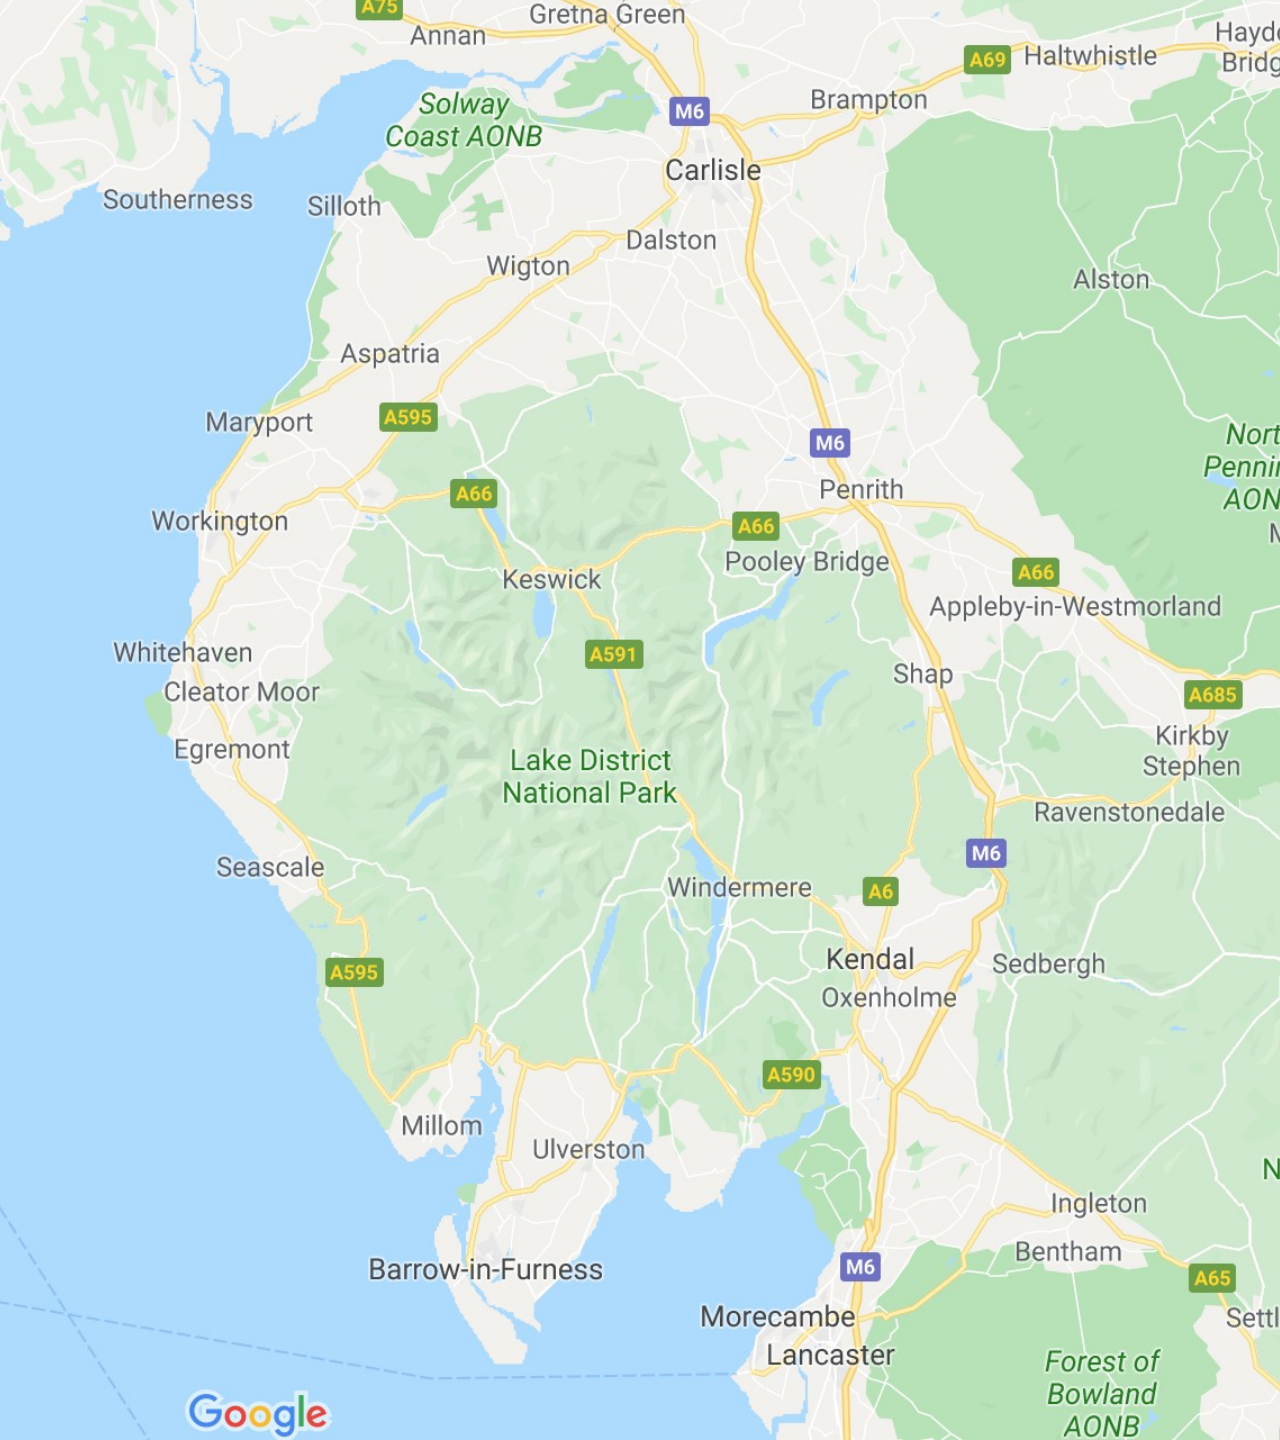 A75
Gretna Green
Annan
Hayd
Bridg
A69
Haltwhistle
Solway
Coast AONB
M6
Brampton
Carlisle
Southerness
Silloth
Dalston
Wigton
Alston
Aspatria
Maryport
A595
M6
Nort
Pennin
AON
Penrith
A66
Workington
A66
Pooley Bridge
Keswick
A66
Appleby-in-Westmorland
Whitehaven
A591
Cleator Moor
Shap
A685
Egremont
Kirkby
Stephen
Lake District
National Park
Ravenstonedale
Seascale
M6
Windermere
A6
Kendal
Sedbergh
A595
Oxenholme
A590
Millom
Ulverston
N
Ingleton
Bentham
Barrow-in-Furness
M6
A65
Morecambe
Settl
Lancaster
Forest of
Bowland
AONB
Google